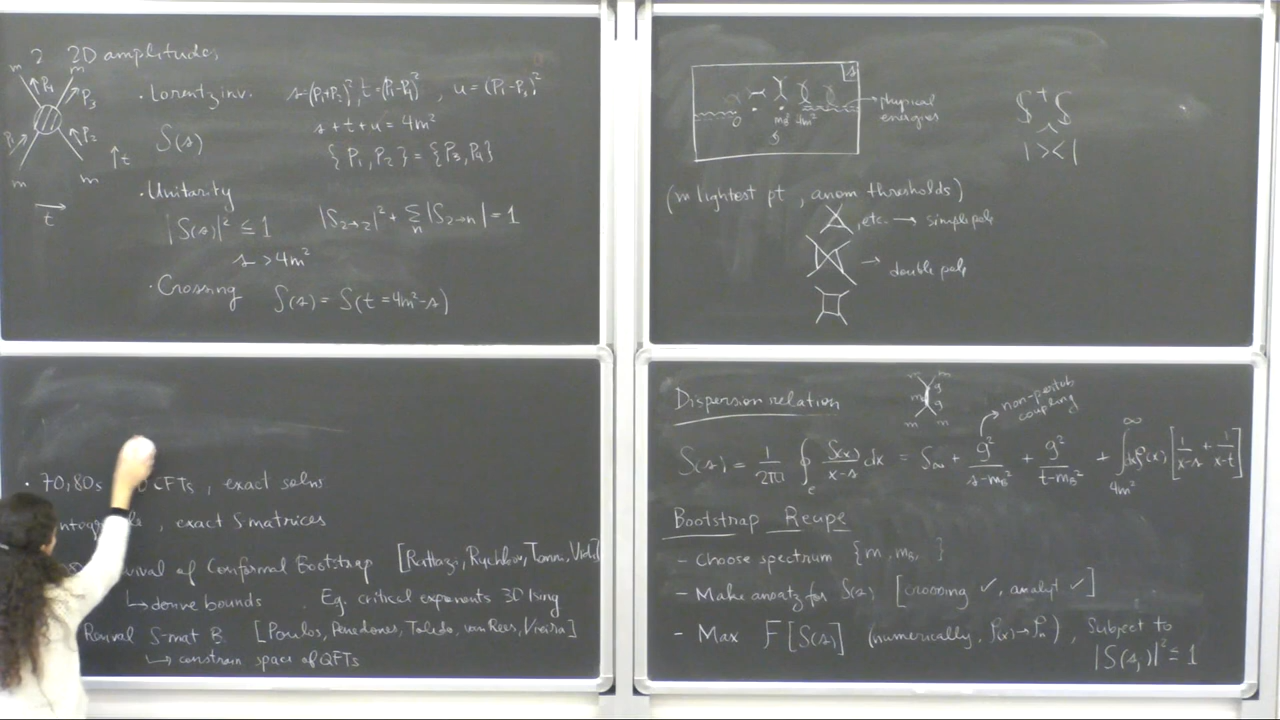 2 2D amplitudes
m m
P4 P3
P1 P2
m m
t
t
· Lorentz inv. s=(P1+P2)², t=(P1-P4)², u=(P1-P3)²
s+t+u=4m²
S(s)
{P1,P2}={P3,P4}
· Unitarity
|S(s)|² ≤ 1 |S2→2|² + Σn |S2→n| = 1
s > 4m²
· Crossing S(s) = S(t=4m²-s)
· 70,80s CFTs, exact solns
, exact S matrices
of Conformal Bootstrap [Rattazi, Rychkov, Tonni, Vichi]
↳ derive bounds . Eg. critical exponents 3D Ising
Revival S-mat B. [Paulos, Penedones, Toledo, van Rees, Vieira]
↳ constrain space of QFTs
s
0 4m² → physical energies
S†S
|><|
(m lightest pt, anom thresholds)
, etc. → simple pole
→ double pole
Dispersion relation
m m
m g
g
m m
→ non-perturb coupling
S(s) = 1/2πi ∮c S(x)/x-s dx = S∞ + g²/s-mB² + g²/t-mB² + ∫4m²^∞ dx ρ(x) [1/x-s + 1/x-t]
Bootstrap Recipe
- Choose spectrum {m, mB, }
- Make ansatz for S(s) [crossing ✓, analyt ✓]
- Max F[S(s)] (numerically, ρ(x)→ρn), Subject to
|S(s)|² ≤ 1